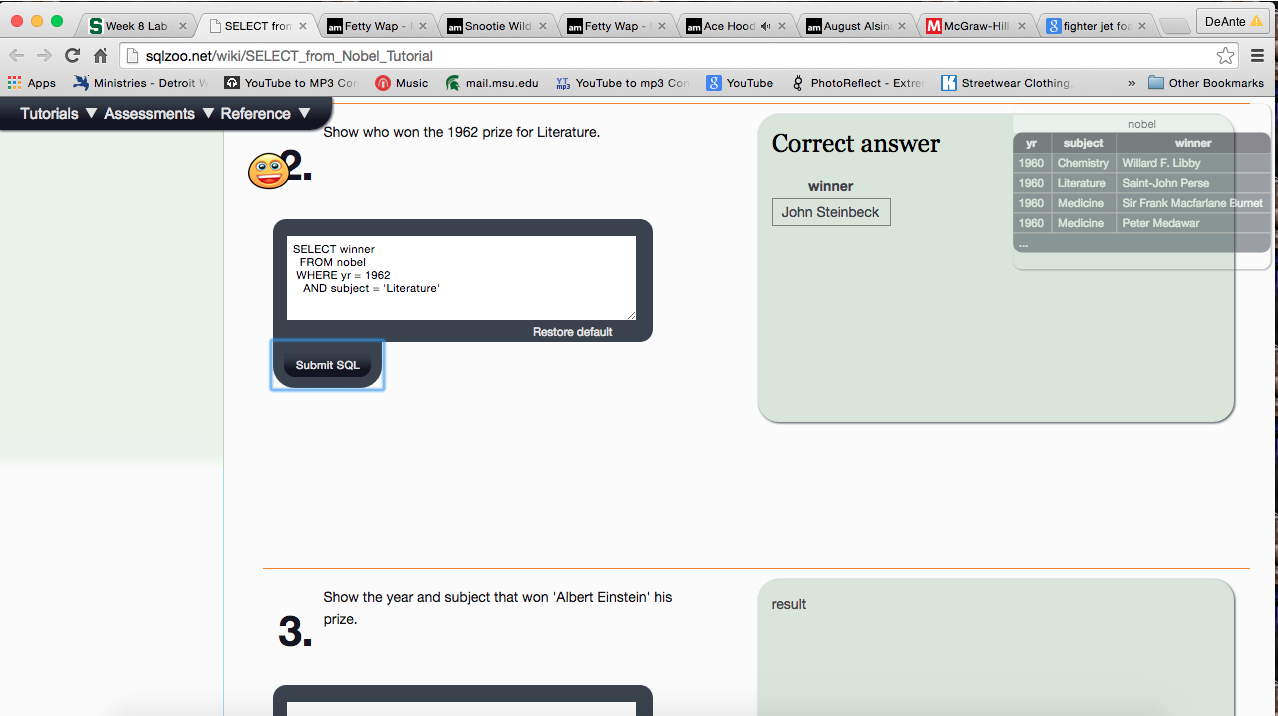 Week 8 Lab
SELECT from
Fetty Wap -
Snootie Wild
Fetty Wap -
Ace Hood
August Alsina
McGraw-Hill
fighter jet foe
DeAnte
sqlzoo.net/wiki/SELECT_from_Nobel_Tutorial
Apps
Ministries - Detroit W
YouTube to MP3 Con
Music
mail.msu.edu
YouTube to mp3 Con
YouTube
PhotoReflect - Extrem
Streetwear Clothing,
»
Other Bookmarks
Tutorials ▼ Assessments ▼ Reference ▼
Show who won the 1962 prize for Literature.
2.
SELECT winner
FROM nobel
WHERE yr = 1962
AND subject = 'Literature'
Restore default
Submit SQL
Correct answer
winner
John Steinbeck
nobel
yr subject winner
1960 Chemistry Willard F. Libby
1960 Literature Saint-John Perse
1960 Medicine Sir Frank Macfarlane Burnet
1960 Medicine Peter Medawar
...
Show the year and subject that won 'Albert Einstein' his
prize.
3.
result